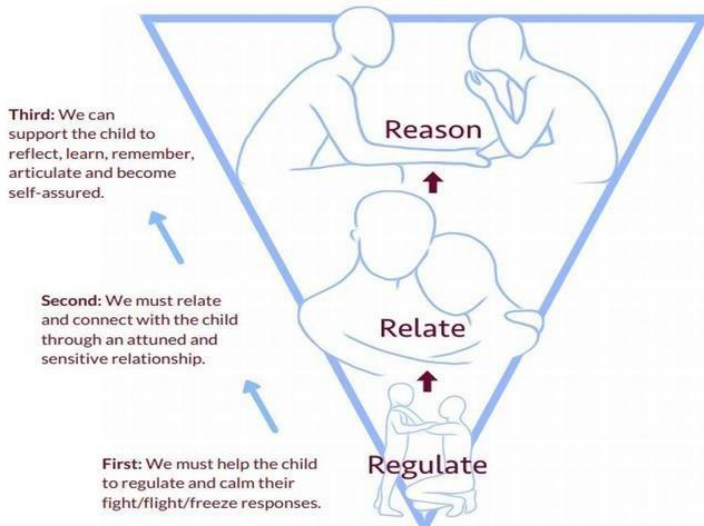 Third: We can
support the child to
reflect, learn, remember,
articulate and become
self-assured.
Reason
Second: We must relate
and connect with the child
through an attuned and
sensitive relationship.
Relate
First: We must help the child
to regulate and calm their
fight/flight/freeze responses.
Regulate